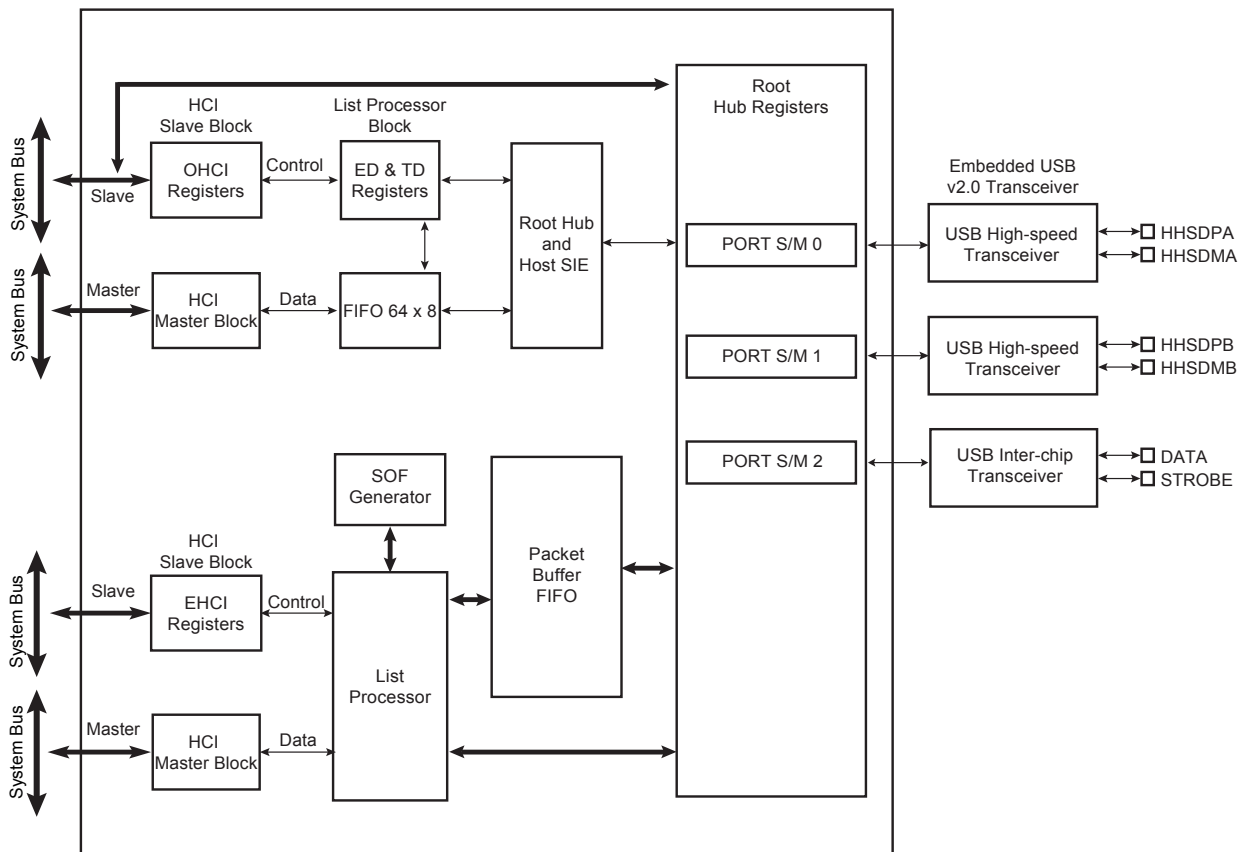 Root
Hub Registers
HCI
Slave Block
List Processor
Block
System Bus
Slave
OHCI
Registers
Control
ED & TD
Registers
Root Hub
and
Host SIE
Embedded USB
v2.0 Transceiver
PORT S/M 0
USB High-speed
Transceiver
HHSDPA
HHSDMA
System Bus
Master
HCI
Master Block
Data
FIFO 64 x 8
PORT S/M 1
USB High-speed
Transceiver
HHSDPB
HHSDMB
PORT S/M 2
USB Inter-chip
Transceiver
DATA
STROBE
SOF
Generator
Packet
Buffer
FIFO
HCI
Slave Block
System Bus
Slave
EHCI
Registers
Control
List
Processor
System Bus
Master
HCI
Master Block
Data